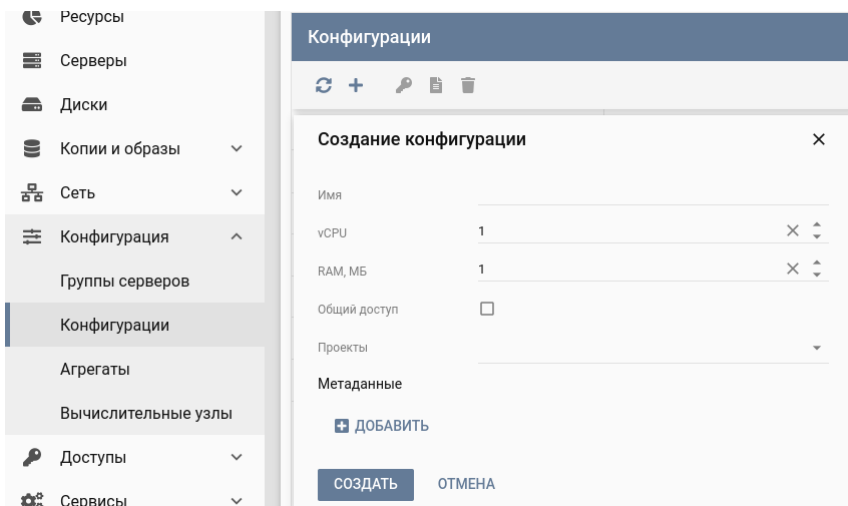 Ресурсы
Серверы
Диски
Копии и образы
Сеть
Конфигурация
Группы серверов
Конфигурации
Агрегаты
Вычислительные узлы
Доступы
Сервисы
Конфигурации
Создание конфигурации
Имя
vCPU 1
RAM, МБ 1
Общий доступ
Проекты
Метаданные
ДОБАВИТЬ
СОЗДАТЬ ОТМЕНА